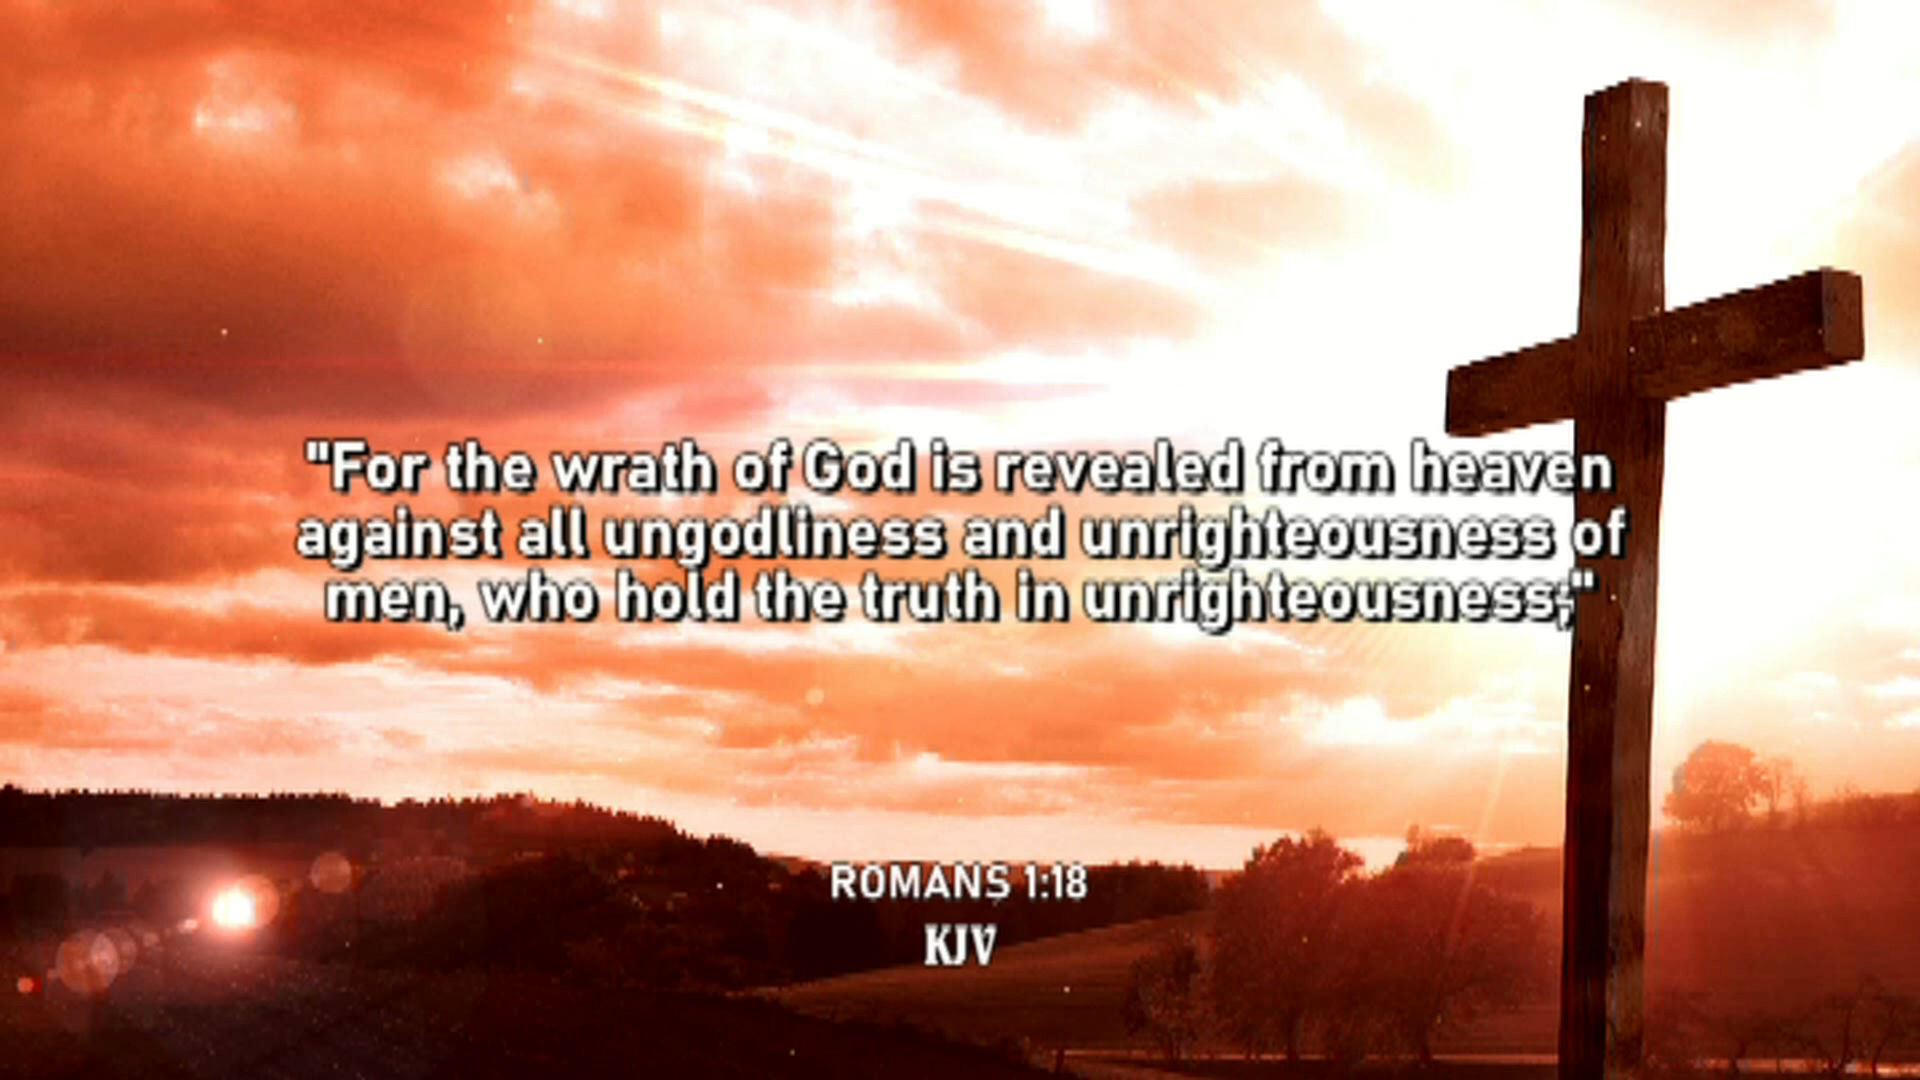 "For the wrath of God is revealed from heaven
against all ungodliness and unrighteousness of
men, who hold the truth in unrighteousness;"
ROMANS 1:18
KJV